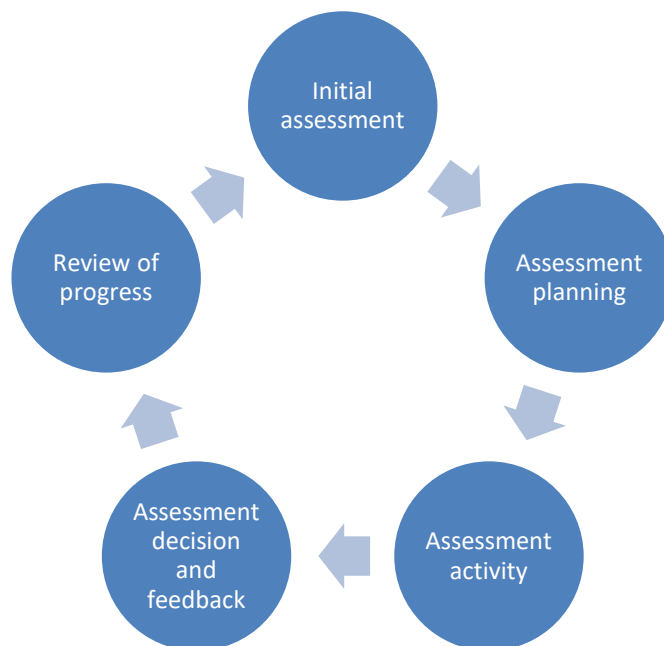 Initial
assessment
Assessment
planning
Assessment
activity
Assessment
decision
and
feedback
Review of
progress